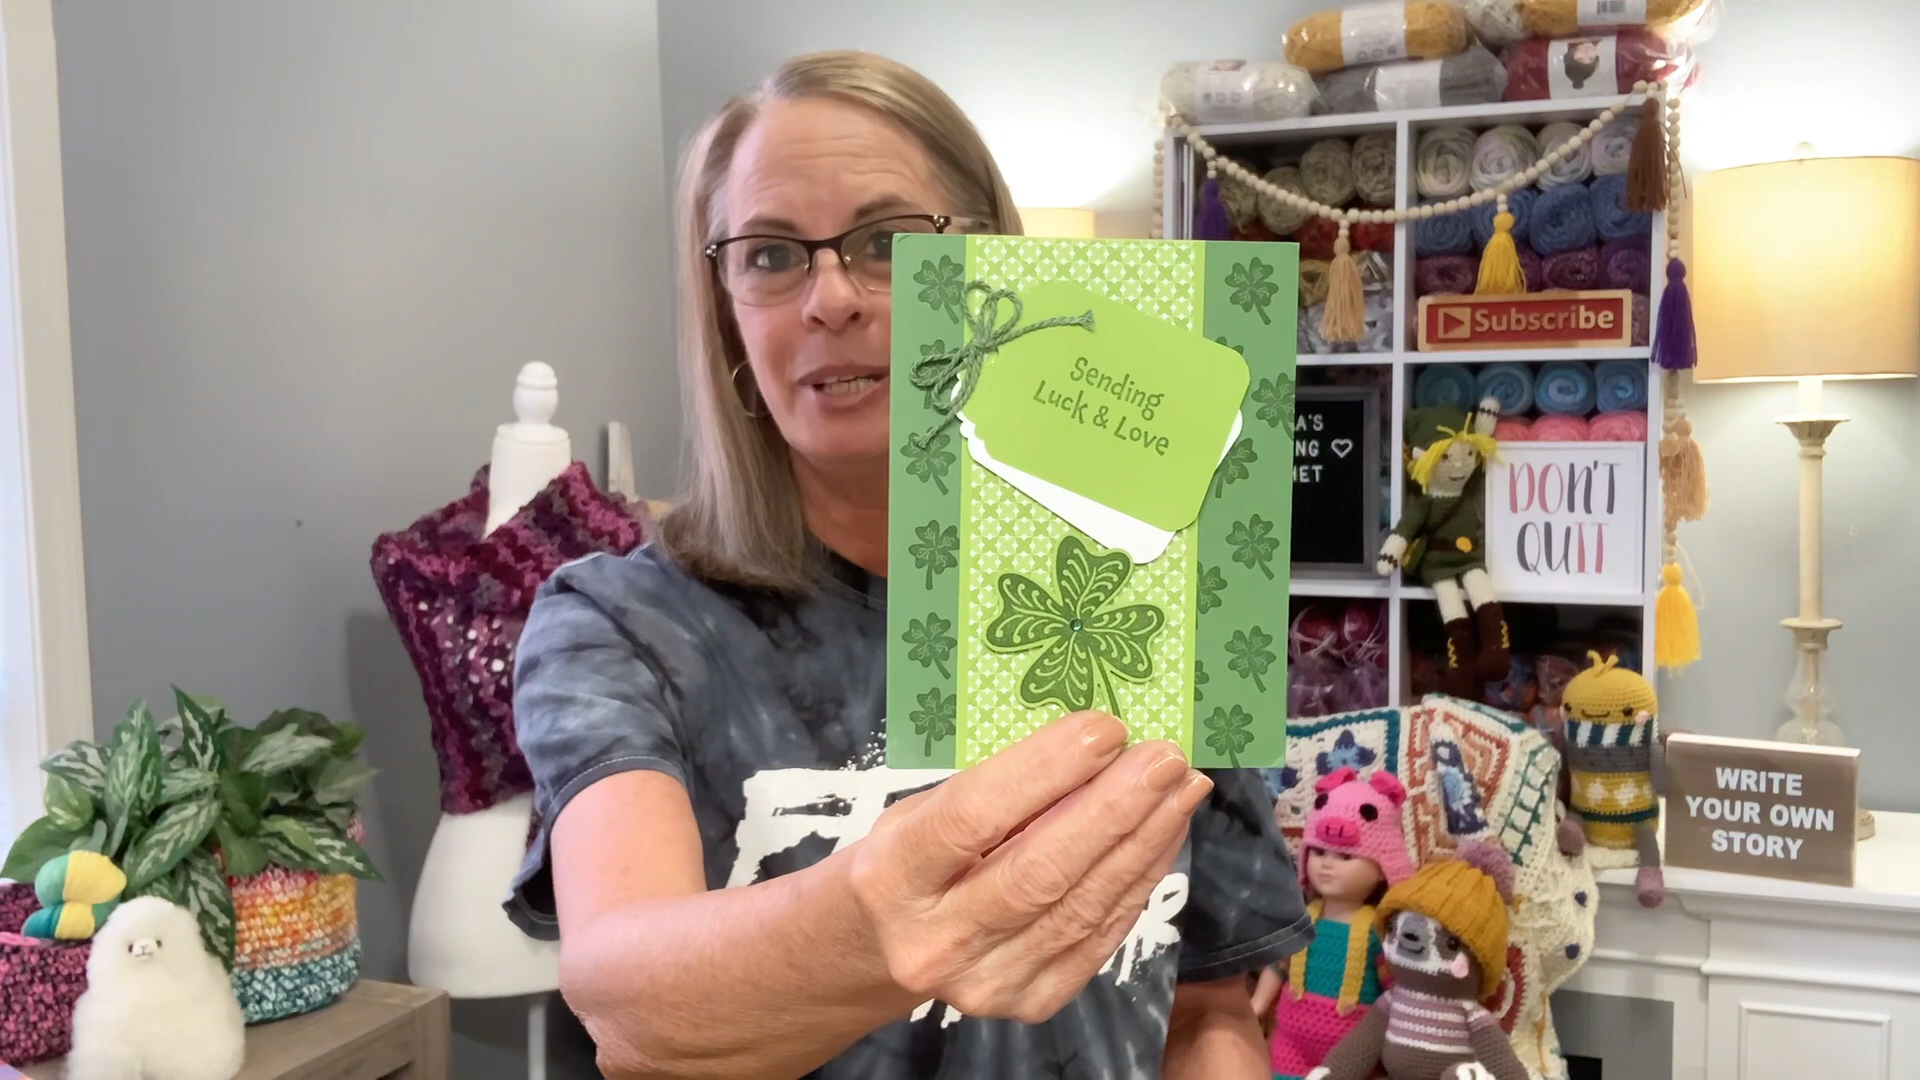 Sending
Luck & Love
Subscribe
DON'T
QUIT
WRITE
YOUR OWN
STORY